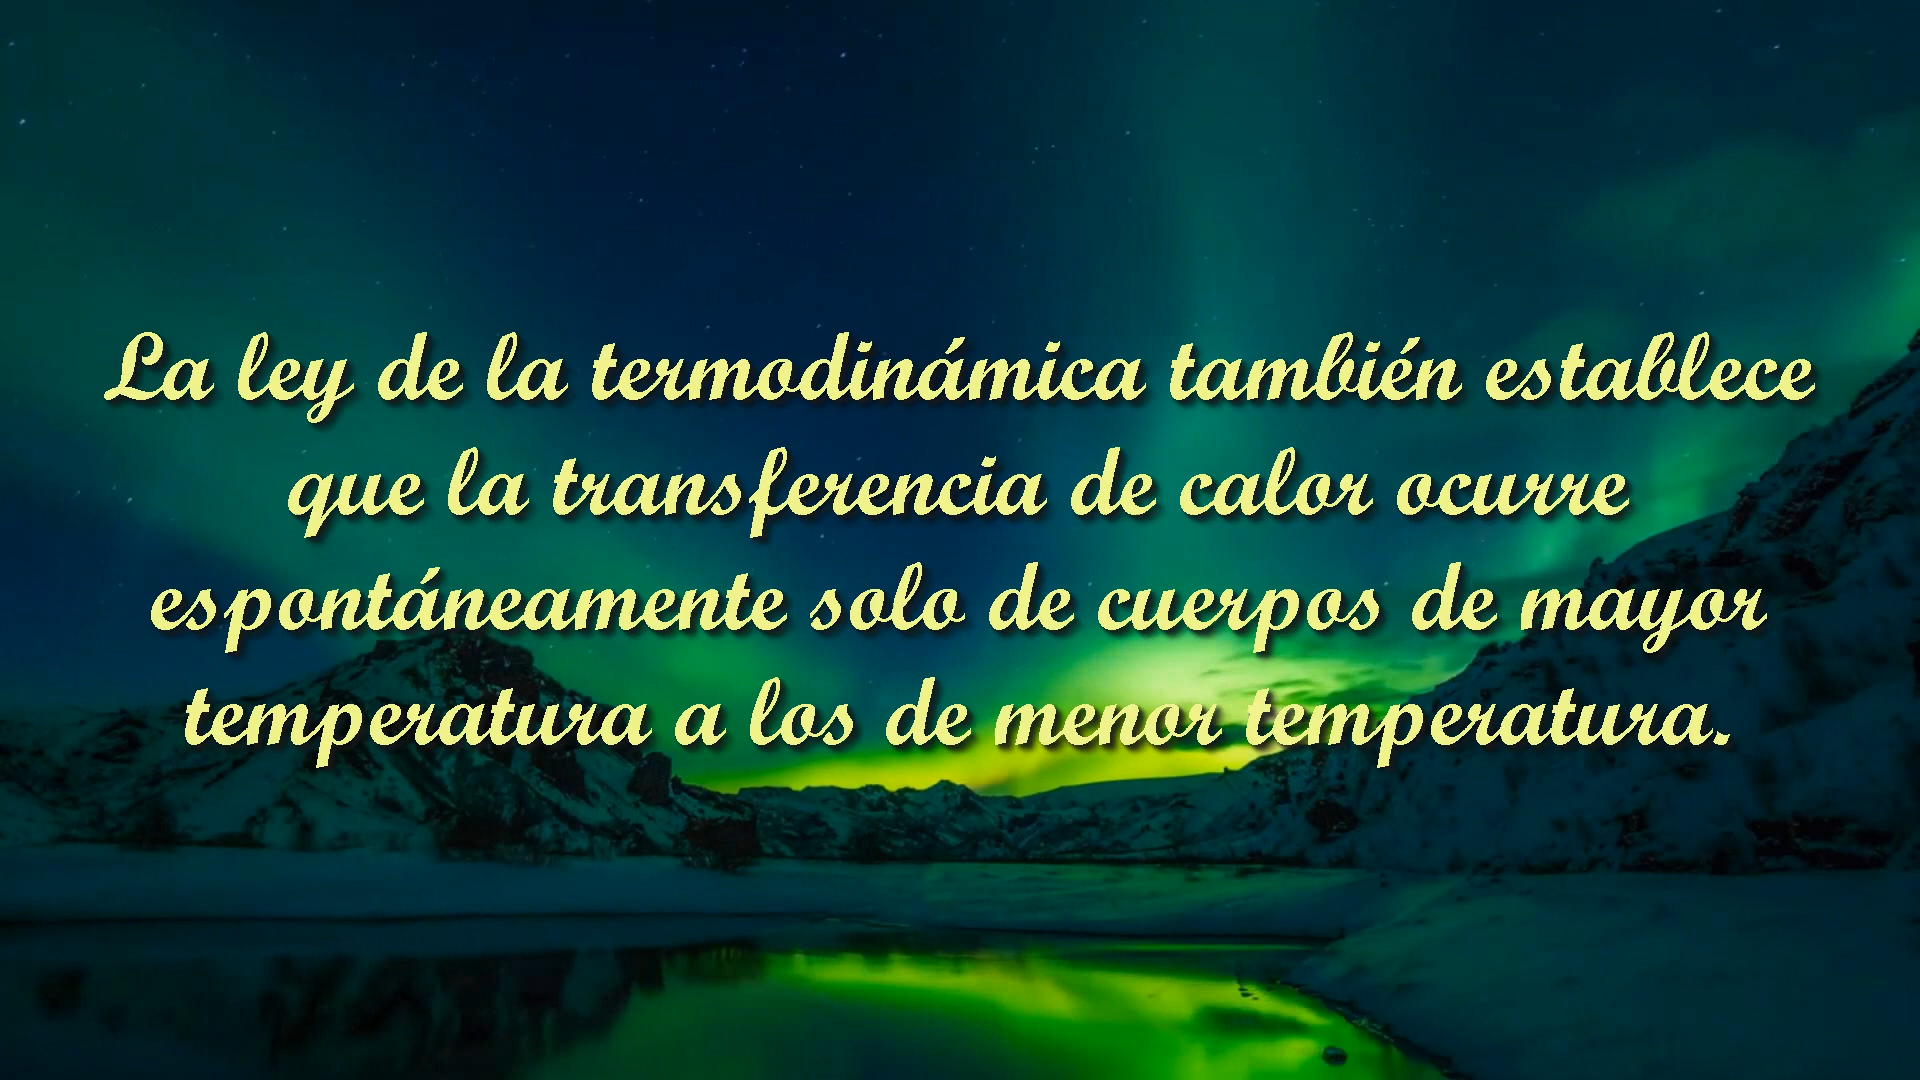 La ley de la termodinámica también establece
que la transferencia de calor ocurre
espontáneamente solo de cuerpos de mayor
temperatura a los de menor temperatura.